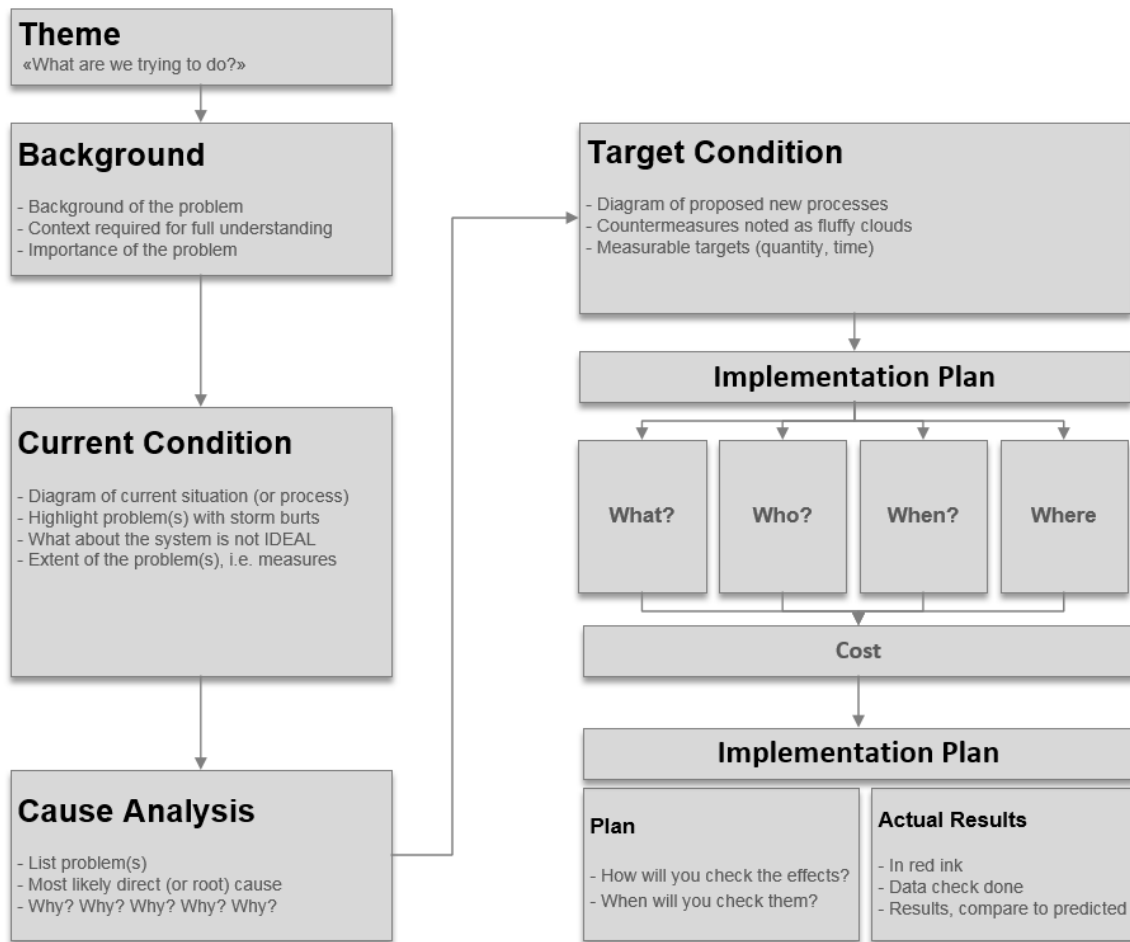 Theme
«What are we trying to do?»
Background
- Background of the problem
- Context required for full understanding
- Importance of the problem
Current Condition
- Diagram of current situation (or process)
- Highlight problem(s) with storm burts
- What about the system is not IDEAL
- Extent of the problem(s), i.e. measures
Cause Analysis
- List problem(s)
- Most likely direct (or root) cause
- Why? Why? Why? Why? Why?
Target Condition
- Diagram of proposed new processes
- Countermeasures noted as fluffy clouds
- Measurable targets (quantity, time)
Implementation Plan
What?
Who?
When?
Where
Cost
Implementation Plan
Plan
- How will you check the effects?
- When will you check them?
Actual Results
- In red ink
- Data check done
- Results, compare to predicted